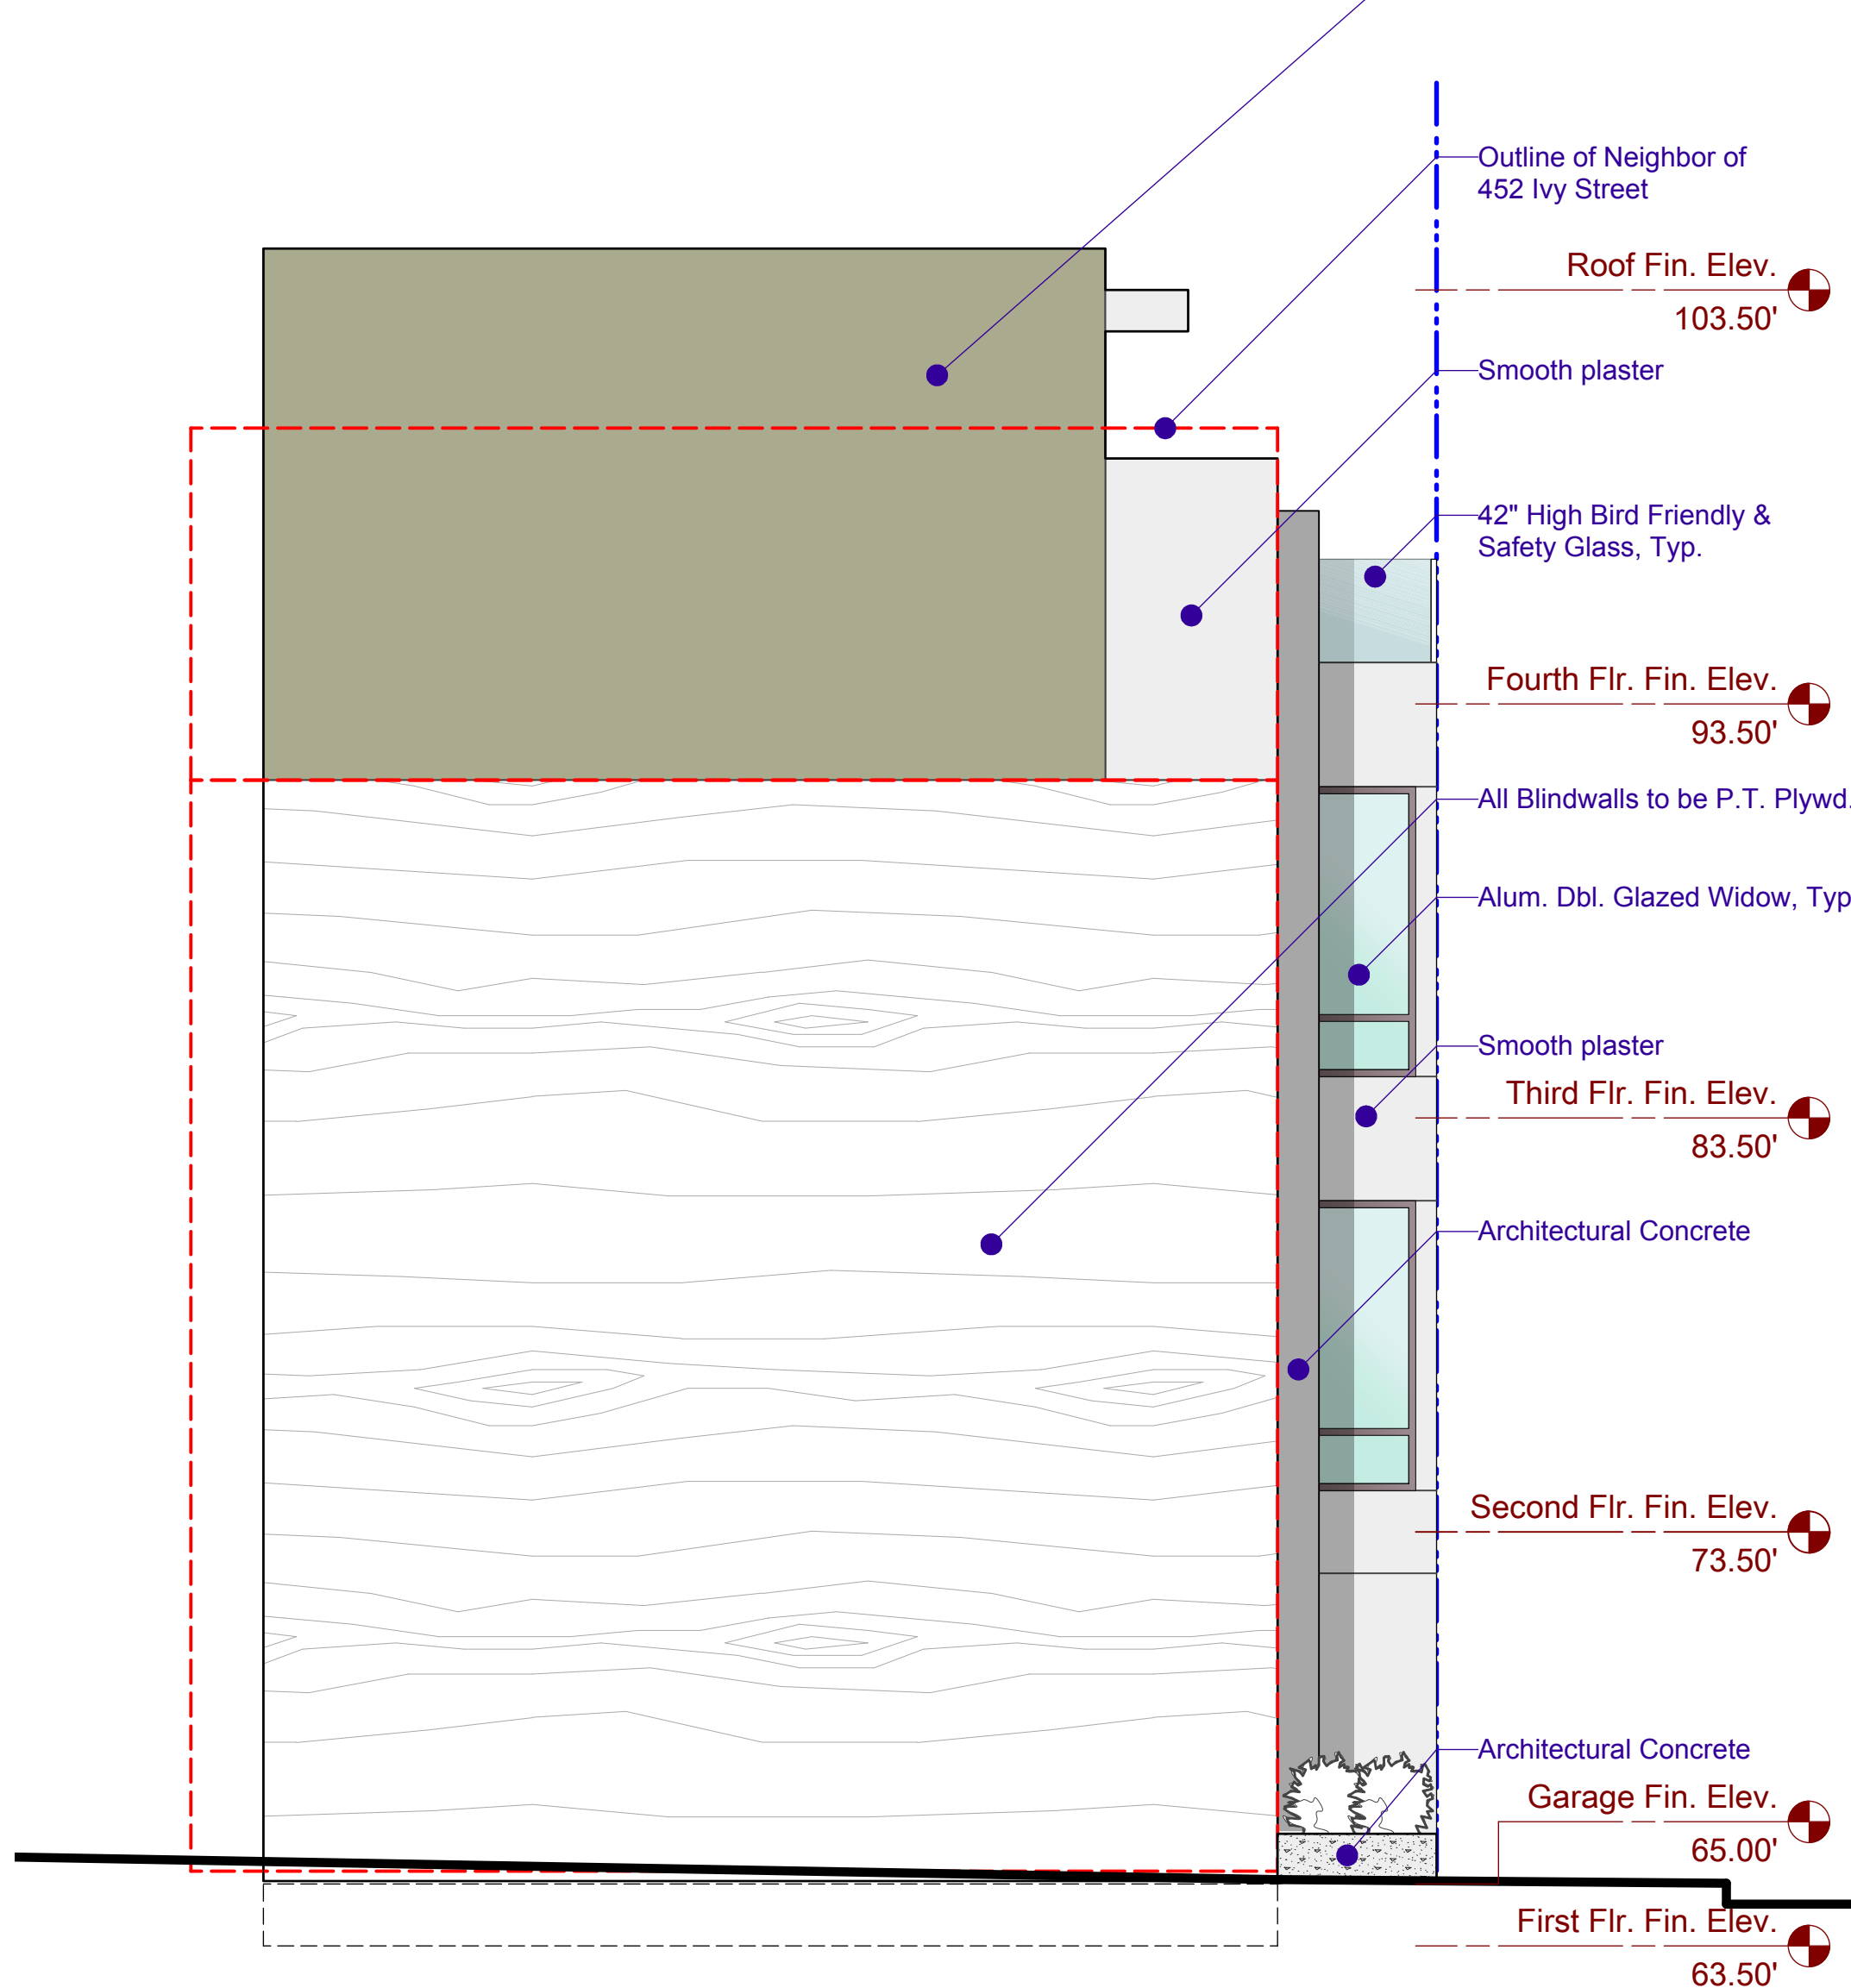 Outline of Neighbor of
452 Ivy Street
Roof Fin. Elev.
103.50'
Smooth plaster
42" High Bird Friendly &
Safety Glass, Typ.
Fourth Flr. Fin. Elev.
93.50'
All Blindwalls to be P.T. Plywd.
Alum. Dbl. Glazed Widow, Typ
Smooth plaster
Third Flr. Fin. Elev.
83.50'
Architectural Concrete
Second Flr. Fin. Elev.
73.50'
Architectural Concrete
Garage Fin. Elev.
65.00'
First Flr. Fin. Elev.
63.50'